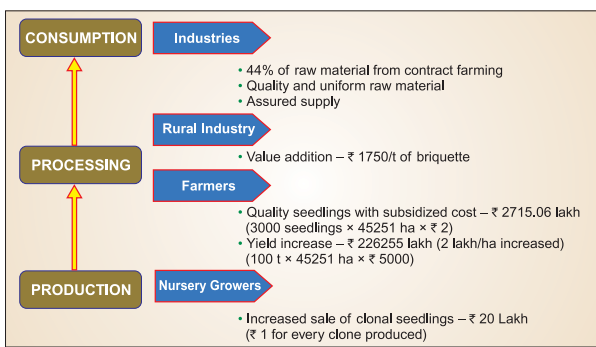 CONSUMPTION
Industries
• 44% of raw material from contract farming
• Quality and uniform raw material
• Assured supply
Rural Industry
• Value addition – ₹ 1750/t of briquette
PROCESSING
Farmers
• Quality seedlings with subsidized cost – ₹ 2715.06 lakh
(3000 seedlings × 45251 ha × ₹ 2)
• Yield increase – ₹ 226255 lakh (2 lakh/ha increased)
(100 t × 45251 ha × ₹ 5000)
PRODUCTION
Nursery Growers
• Increased sale of clonal seedlings – ₹ 20 Lakh
(₹ 1 for every clone produced)